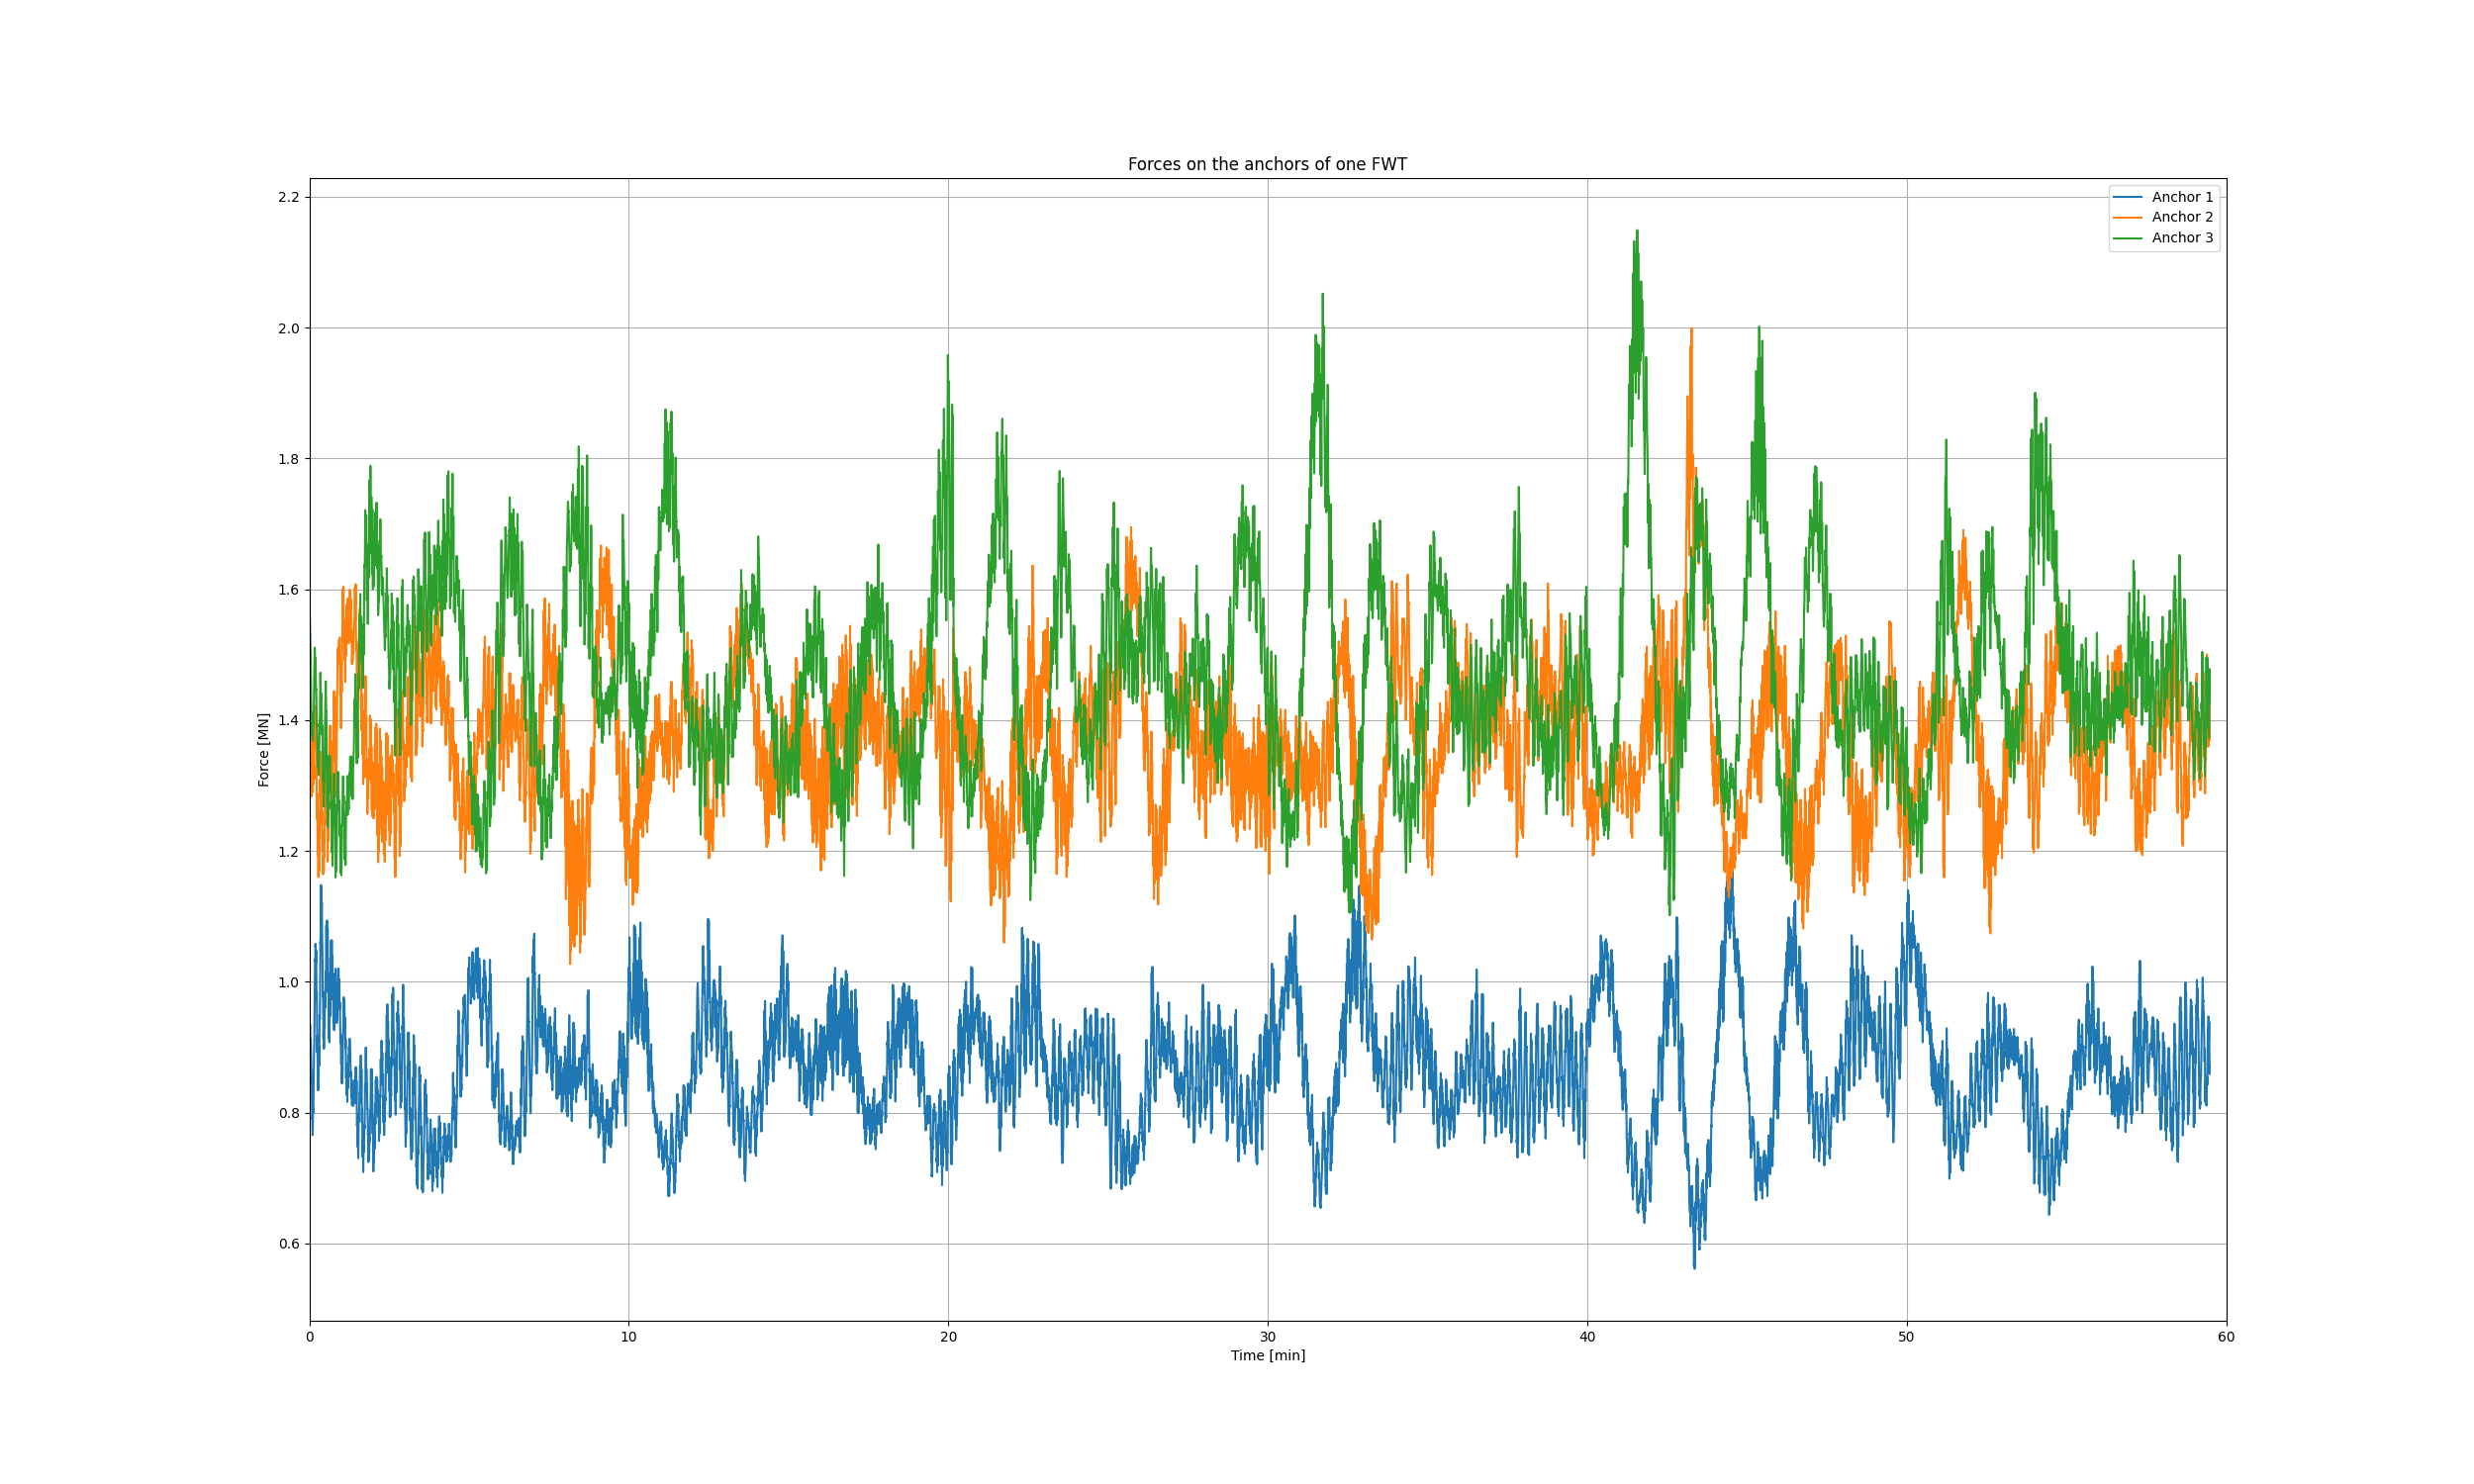 Forces on the anchors of one FWT
2.2
2.0
1.8
1.6
1.4
1.2
1.0
0.8
0.6
Force [MN]
Anchor 1
Anchor 2
Anchor 3
0 10 20 30 40 50 60
Time [min]